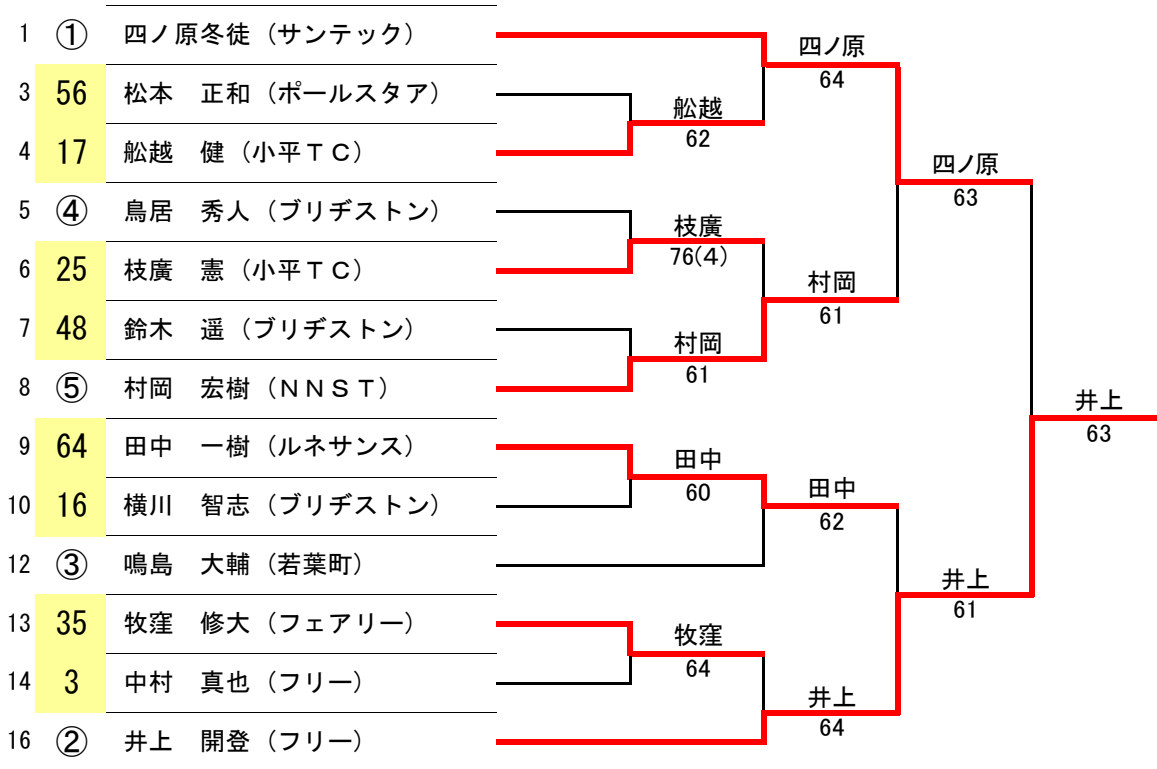 1 ① 四ノ原冬徒（サンテック）
3 56 松本　正和（ポールスタア）
4 17 舩越　健（小平ＴＣ）
5 ④ 鳥居　秀人（ブリヂストン）
6 25 枝廣　憲（小平ＴＣ）
7 48 鈴木　遥（ブリヂストン）
8 ⑤ 村岡　宏樹（ＮＮＳＴ）
9 64 田中　一樹（ルネサンス）
10 16 横川　智志（ブリヂストン）
12 ③ 鳴島　大輔（若葉町）
13 35 牧窪　修大（フェアリー）
14 3 中村　真也（フリー）
16 ② 井上　開登（フリー）
舩越
62
枝廣
76(4)
村岡
61
田中
60
牧窪
64
四ノ原
64
村岡
61
田中
62
井上
64
四ノ原
63
井上
61
井上
63